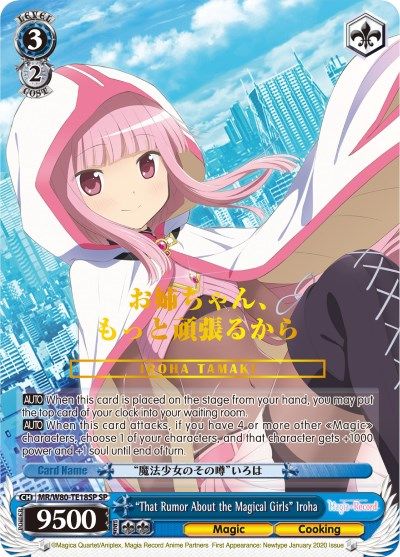 LEVEL
3
2
COST
お姉ちゃん、
もっと頑張るから
IROHA TAMAKI
AUTO When this card is placed on the stage from your hand, you may put
the top card of your clock into your waiting room.
AUTO When this card attacks, if you have 4 or more other «Magic»
characters, choose 1 of your characters, and that character gets +1000
power and +1 soul until end of turn.
Card Name
“魔法少女のその噂”いろは
CH MR/W80-TE18SP SP
“That Rumor About the Magical Girls” Iroha
Magia Record
POWER
9500
Magic
Cooking
©Magica Quartet/Aniplex, Magia Record Anime Partners First Appearance: Newtype January 2020 Issue